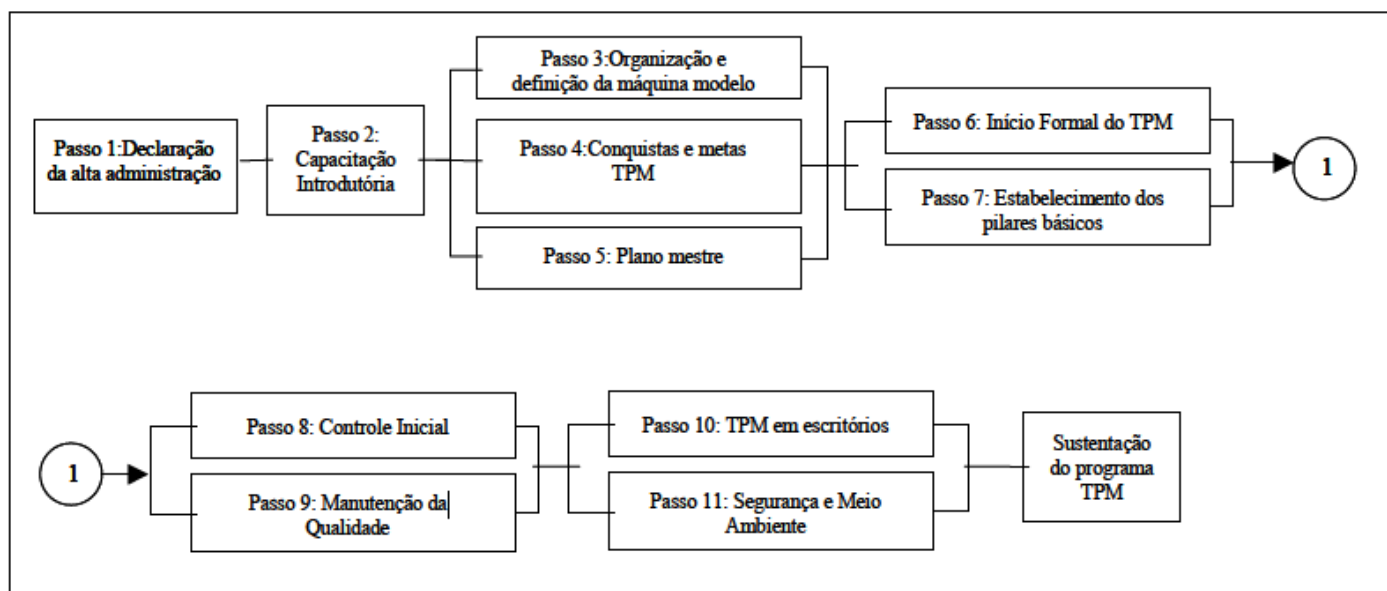 Passo 1:Declaração
da alta administração
Passo 2:
Capacitação
Introdutória
Passo 3:Organização e
definição da máquina modelo
Passo 4:Conquistas e metas
TPM
Passo 5: Plano mestre
Passo 6: Início Formal do TPM
Passo 7: Estabelecimento dos
pilares básicos
1
1
Passo 8: Controle Inicial
Passo 9: Manutenção da
Qualidade
Passo 10: TPM em escritórios
Passo 11: Segurança e Meio
Ambiente
Sustentação
do programa
TPM